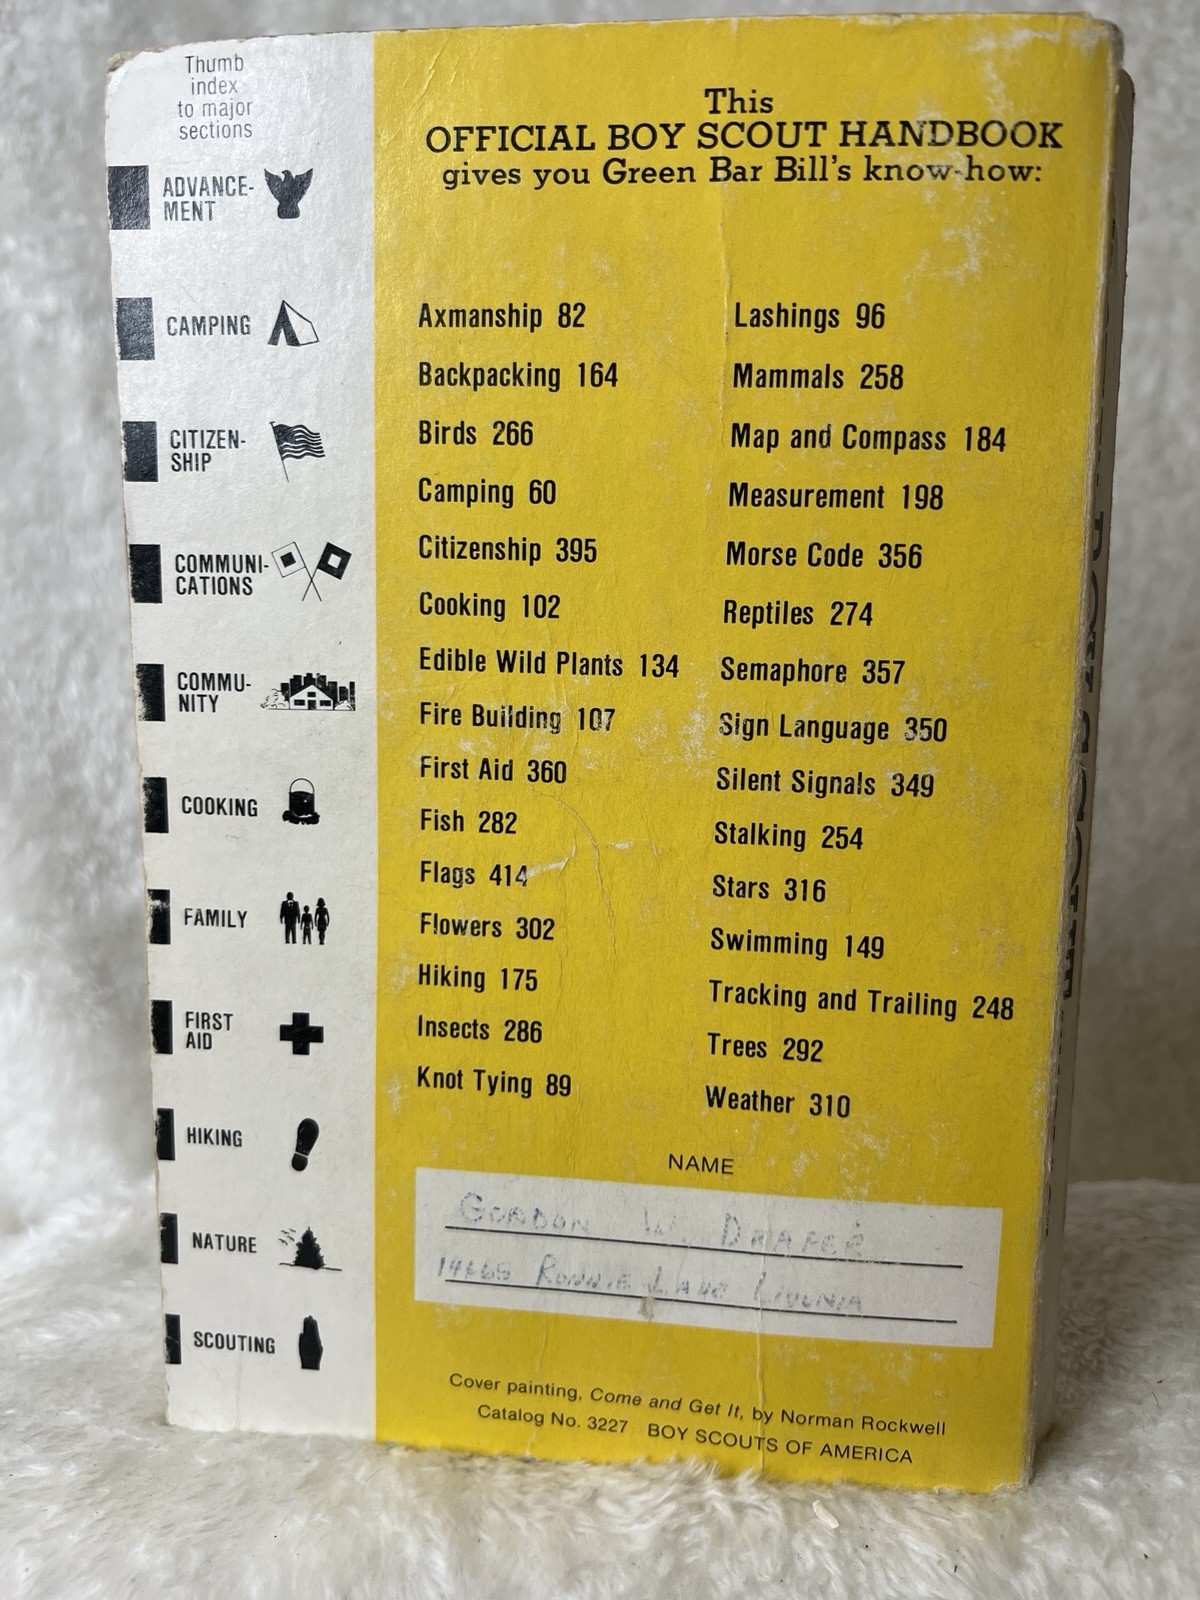 Thumb
index
to major
sections
ADVANCE-
MENT
CAMPING
CITIZEN-
SHIP
COMMUNI-
CATIONS
COMMU-
NITY
COOKING
FAMILY
FIRST
AID
HIKING
NATURE
SCOUTING
This
OFFICIAL BOY SCOUT HANDBOOK
gives you Green Bar Bill's know-how:
Axmanship 82
Backpacking 164
Birds 266
Camping 60
Citizenship 395
Cooking 102
Edible Wild Plants 134
Fire Building 107
First Aid 360
Fish 282
Flags 414
Flowers 302
Hiking 175
Insects 286
Knot Tying 89
Lashings 96
Mammals 258
Map and Compass 184
Measurement 198
Morse Code 356
Reptiles 274
Semaphore 357
Sign Language 350
Silent Signals 349
Stalking 254
Stars 316
Swimming 149
Tracking and Trailing 248
Trees 292
Weather 310
NAME
GORDON W. DRAPER
RONNIE LANE LIVONIA
Cover painting, Come and Get It, by Norman Rockwell
Catalog No. 3227 BOY SCOUTS OF AMERICA